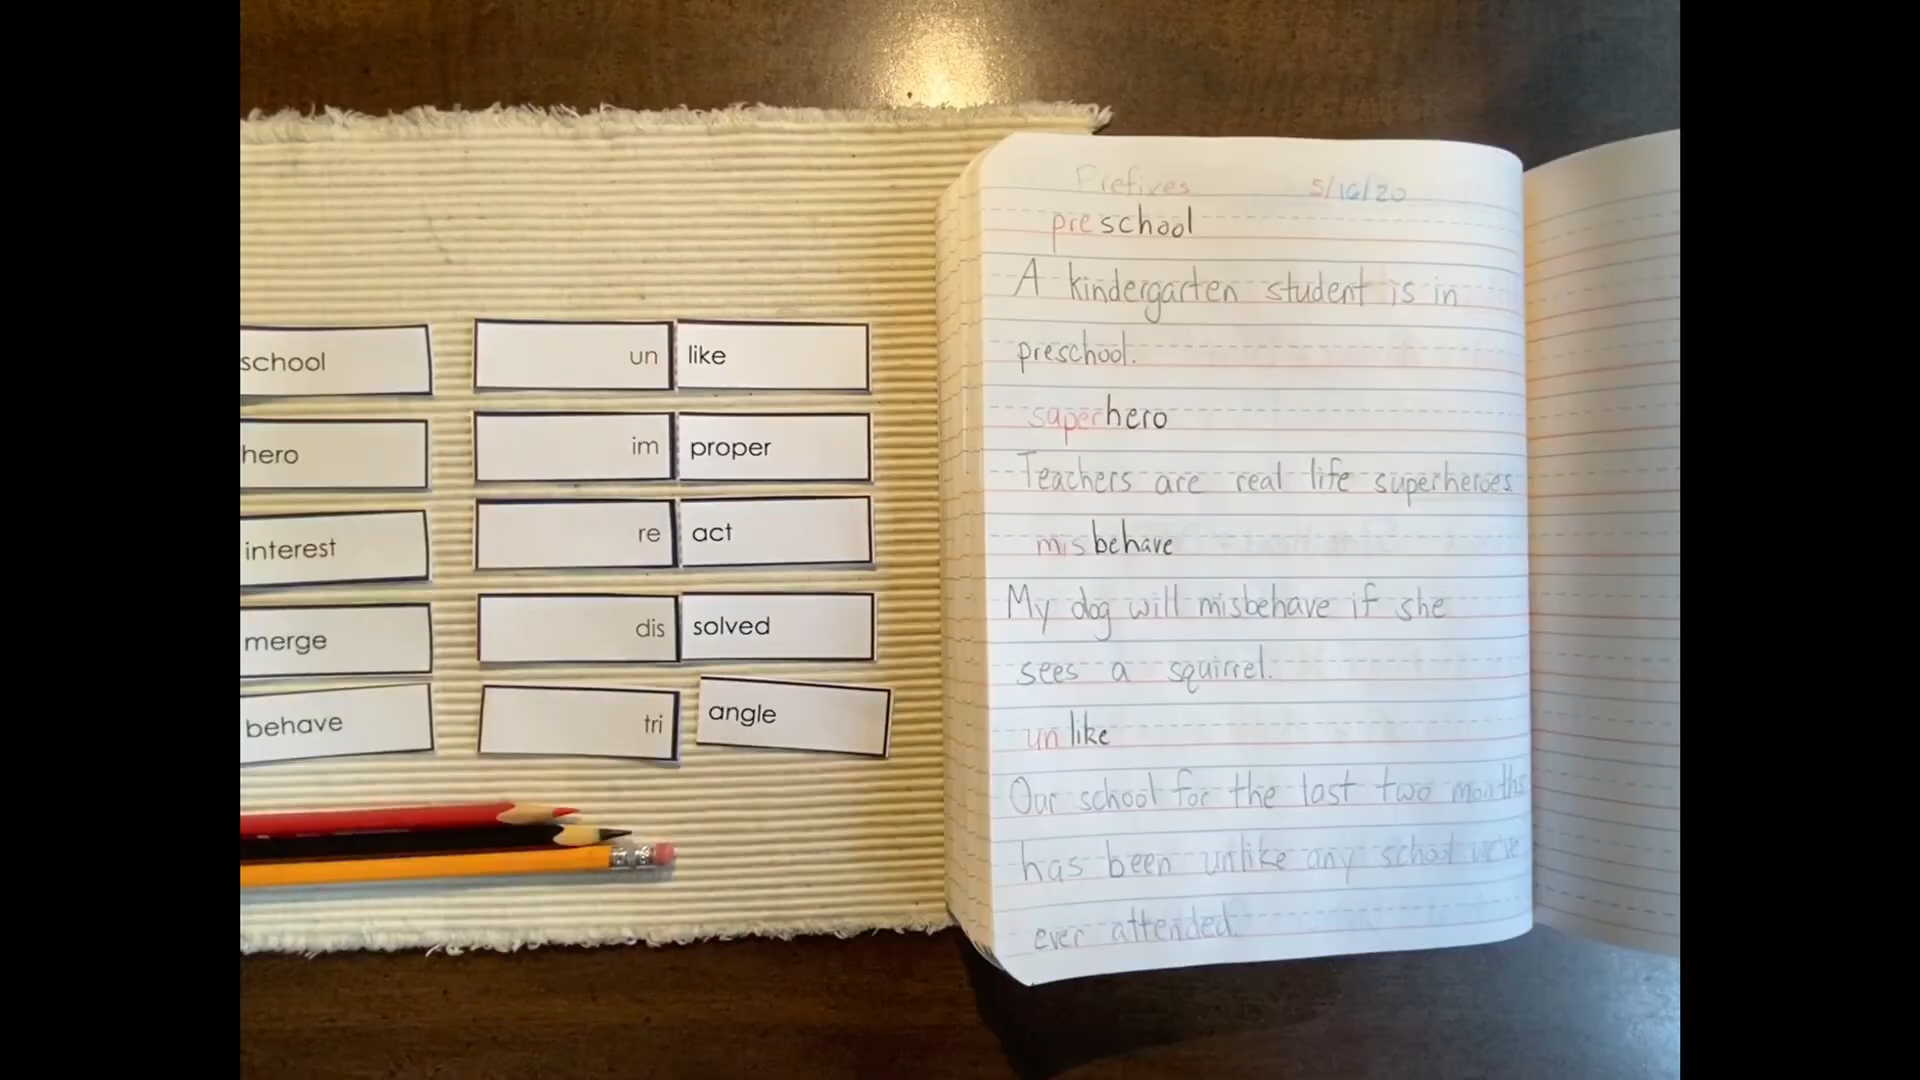 school
hero
interest
merge
behave
un like
im proper
re act
dis solved
tri angle
Prefixes 5/16/20
preschool
A kindergarten student is in
preschool.
superhero
Teachers are real life superheroes.
misbehave
My dog will misbehave if she
sees a squirrel.
unlike
Our school for the last two months
has been unlike any school we've
ever attended.